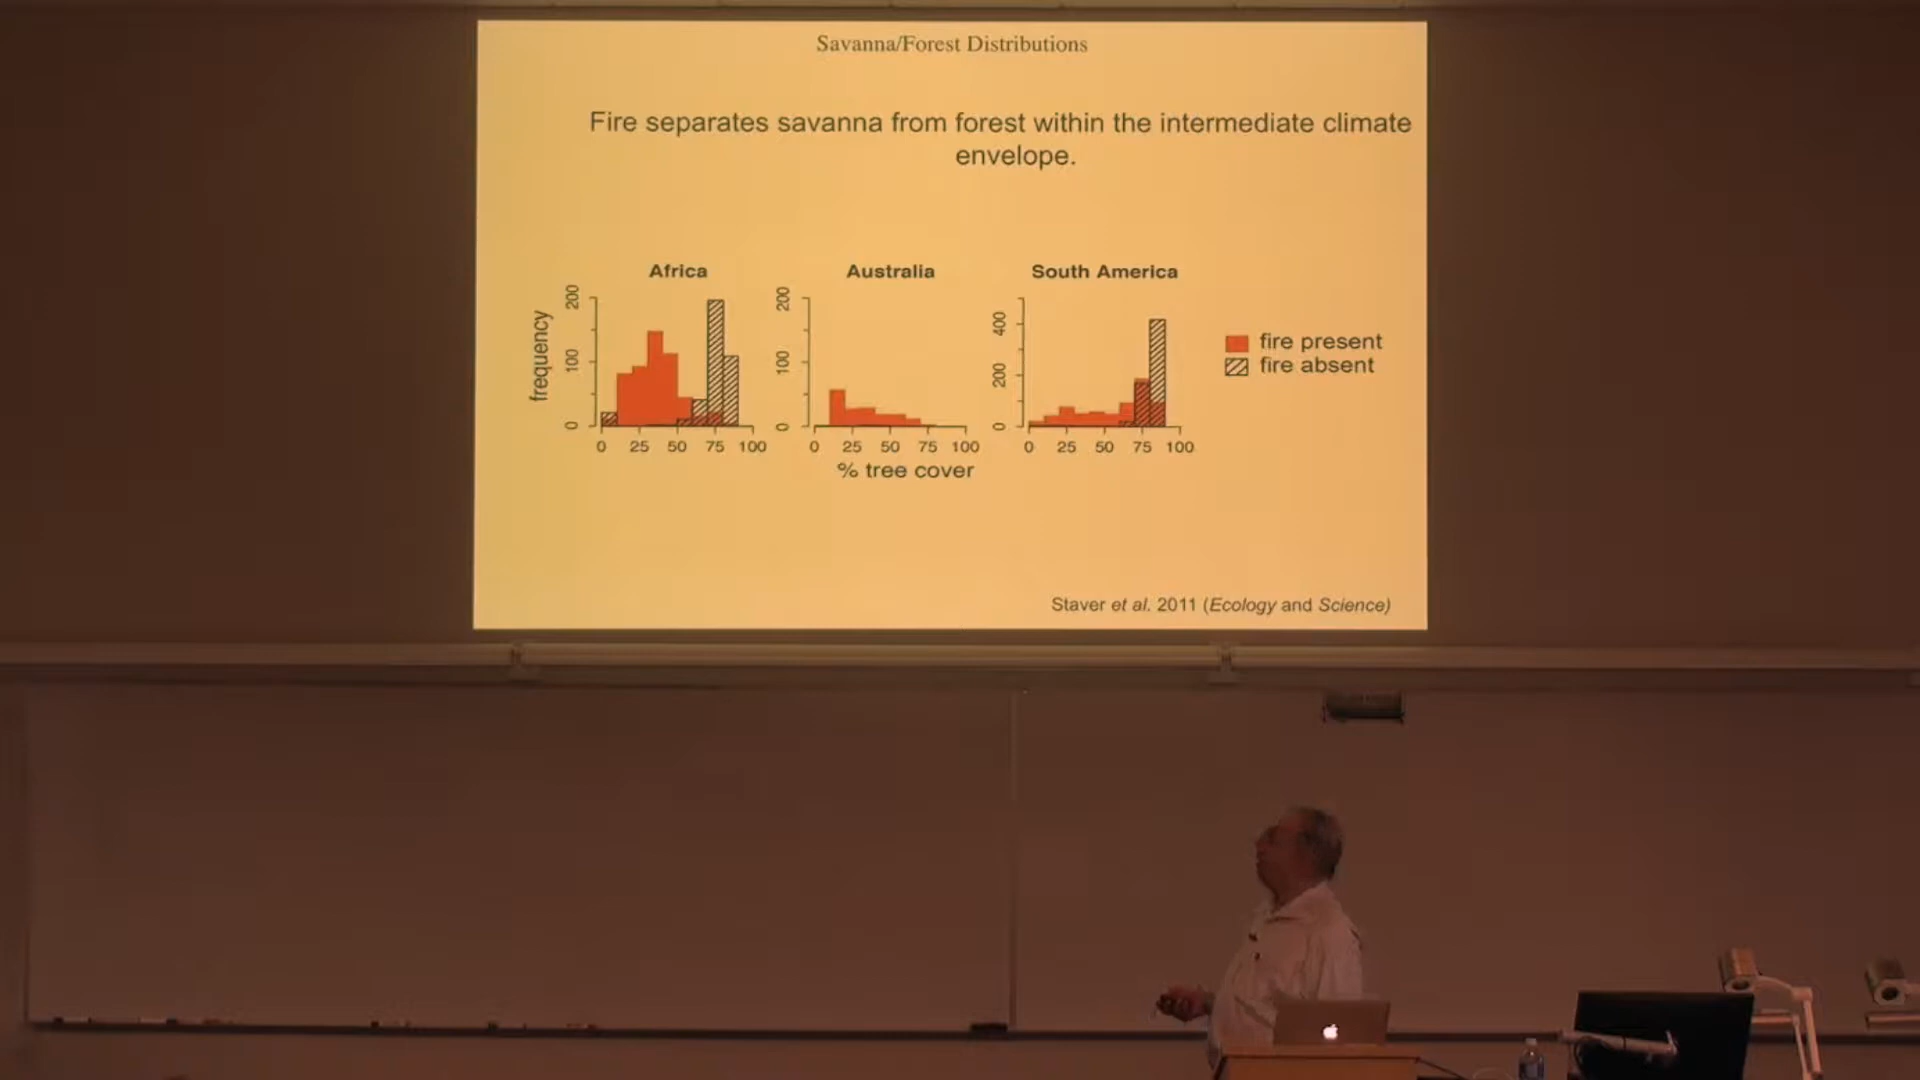 Savanna/Forest Distributions
Fire separates savanna from forest within the intermediate climate
envelope.
Africa
Australia
South America
frequency
200
100
0
0 25 50 75 100
200
100
0
0 25 50 75 100
400
200
0
0 25 50 75 100
% tree cover
fire present
fire absent
Staver et al. 2011 (Ecology and Science)